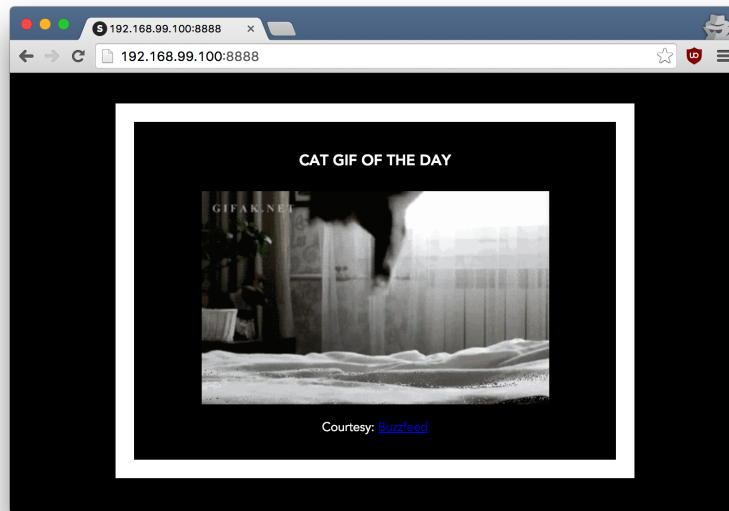 S 192.168.99.100:8888
192.168.99.100:8888
CAT GIF OF THE DAY
GIFAK.NET
Courtesy: Buzzfeed